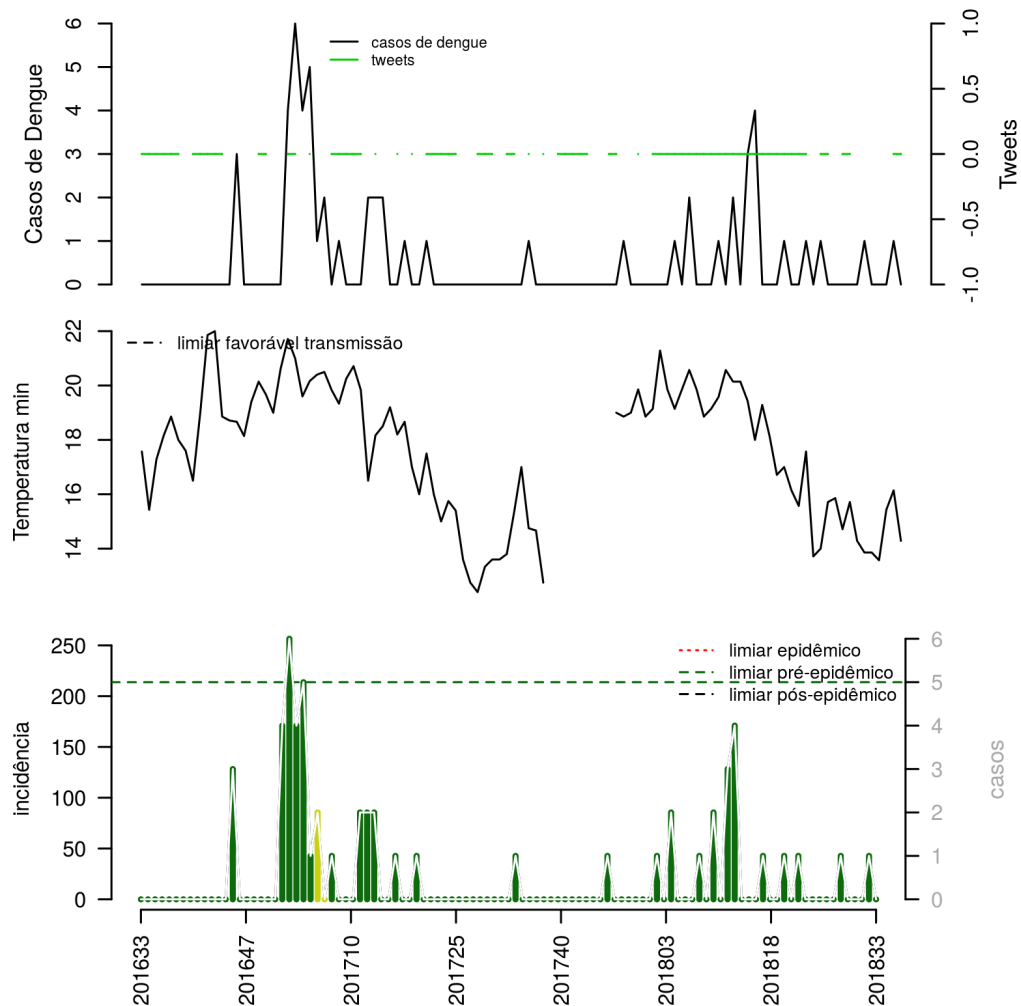 Casos de Dengue
0 1 2 3 4 5 6
casos de dengue
tweets
-1.0 -0.5 0.0 0.5 1.0
Tweets
Temperatura min
14 16 18 20 22
limiar favorável transmissão
incidência
0 50 100 150 200 250
limiar epidêmico
limiar pré-epidêmico
limiar pós-epidêmico
0 1 2 3 4 5 6
casos
201633 201647 201710 201725 201740 201803 201818 201833